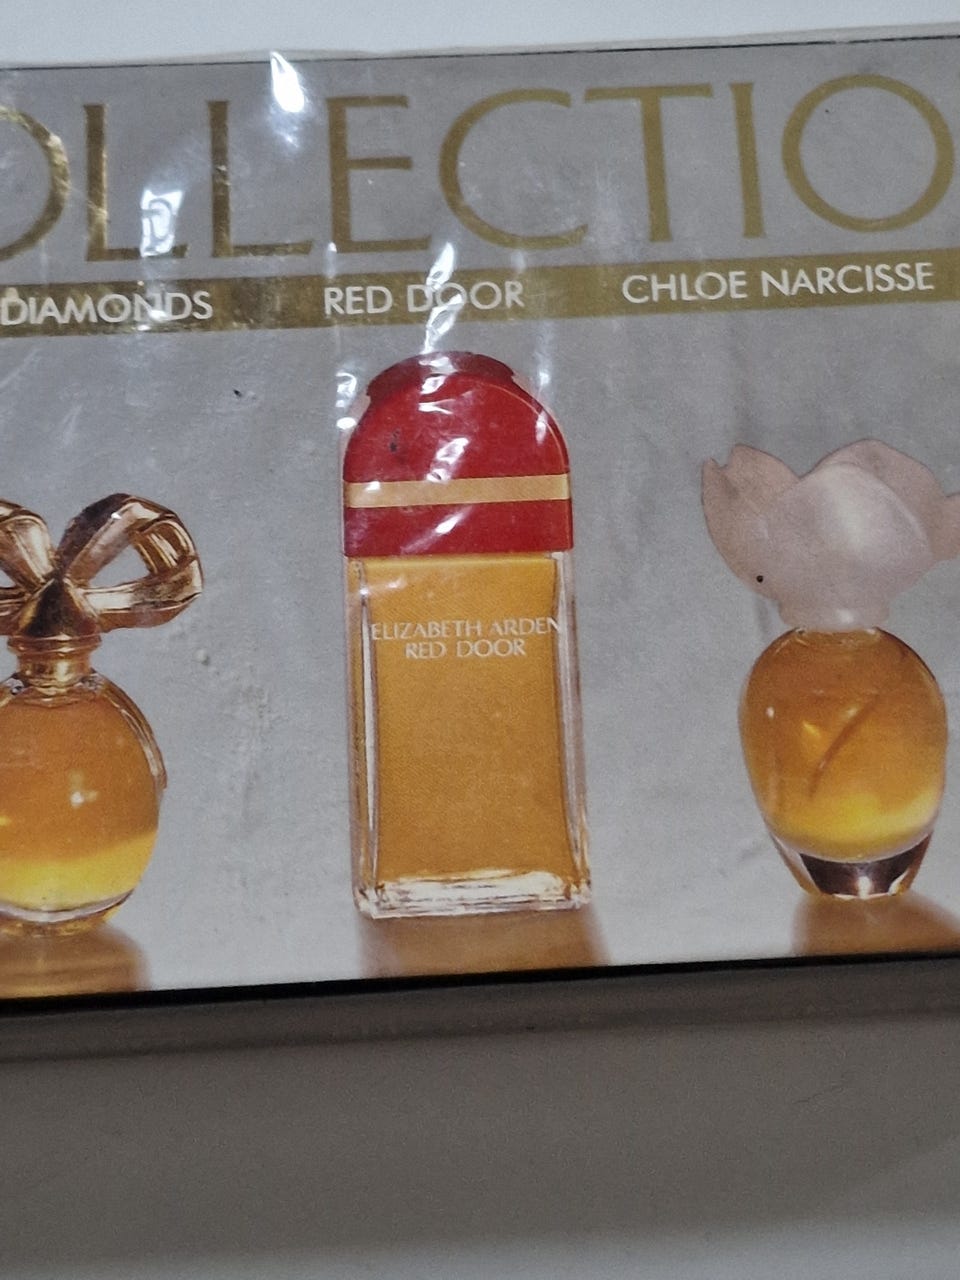 OLLECTIO
DIAMONDS RED DOOR CHLOE NARCISSE
ELIZABETH ARDEN
RED DOOR